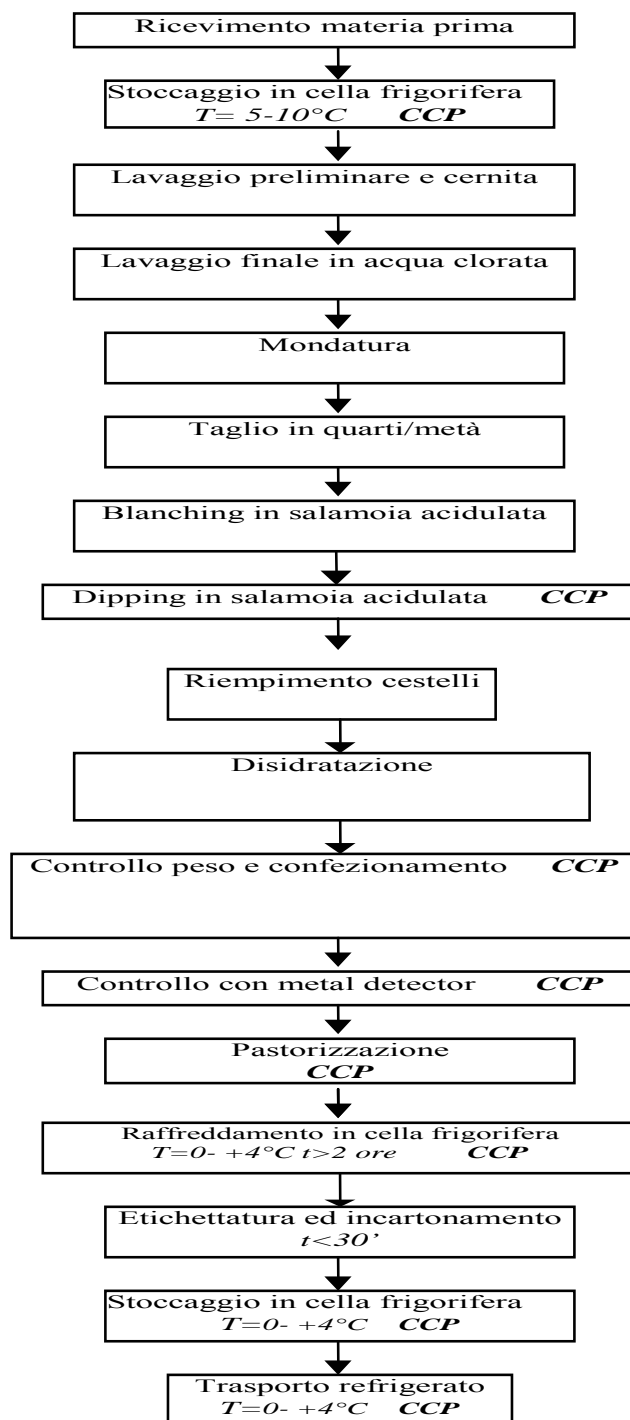 Ricevimento materia prima
Stoccaggio in cella frigorifera
T= 5-10°C CCP
Lavaggio preliminare e cernita
Lavaggio finale in acqua clorata
Mondatura
Taglio in quarti/metà
Blanching in salamoia acidulata
Dipping in salamoia acidulata CCP
Riempimento cestelli
Disidratazione
Controllo peso e confezionamento CCP
Controllo con metal detector CCP
Pastorizzazione
CCP
Raffreddamento in cella frigorifera
T=0- +4°C t>2 ore CCP
Etichettatura ed incartonamento
t<30’
Stoccaggio in cella frigorifera
T=0- +4°C CCP
Trasporto refrigerato
T=0- +4°C CCP